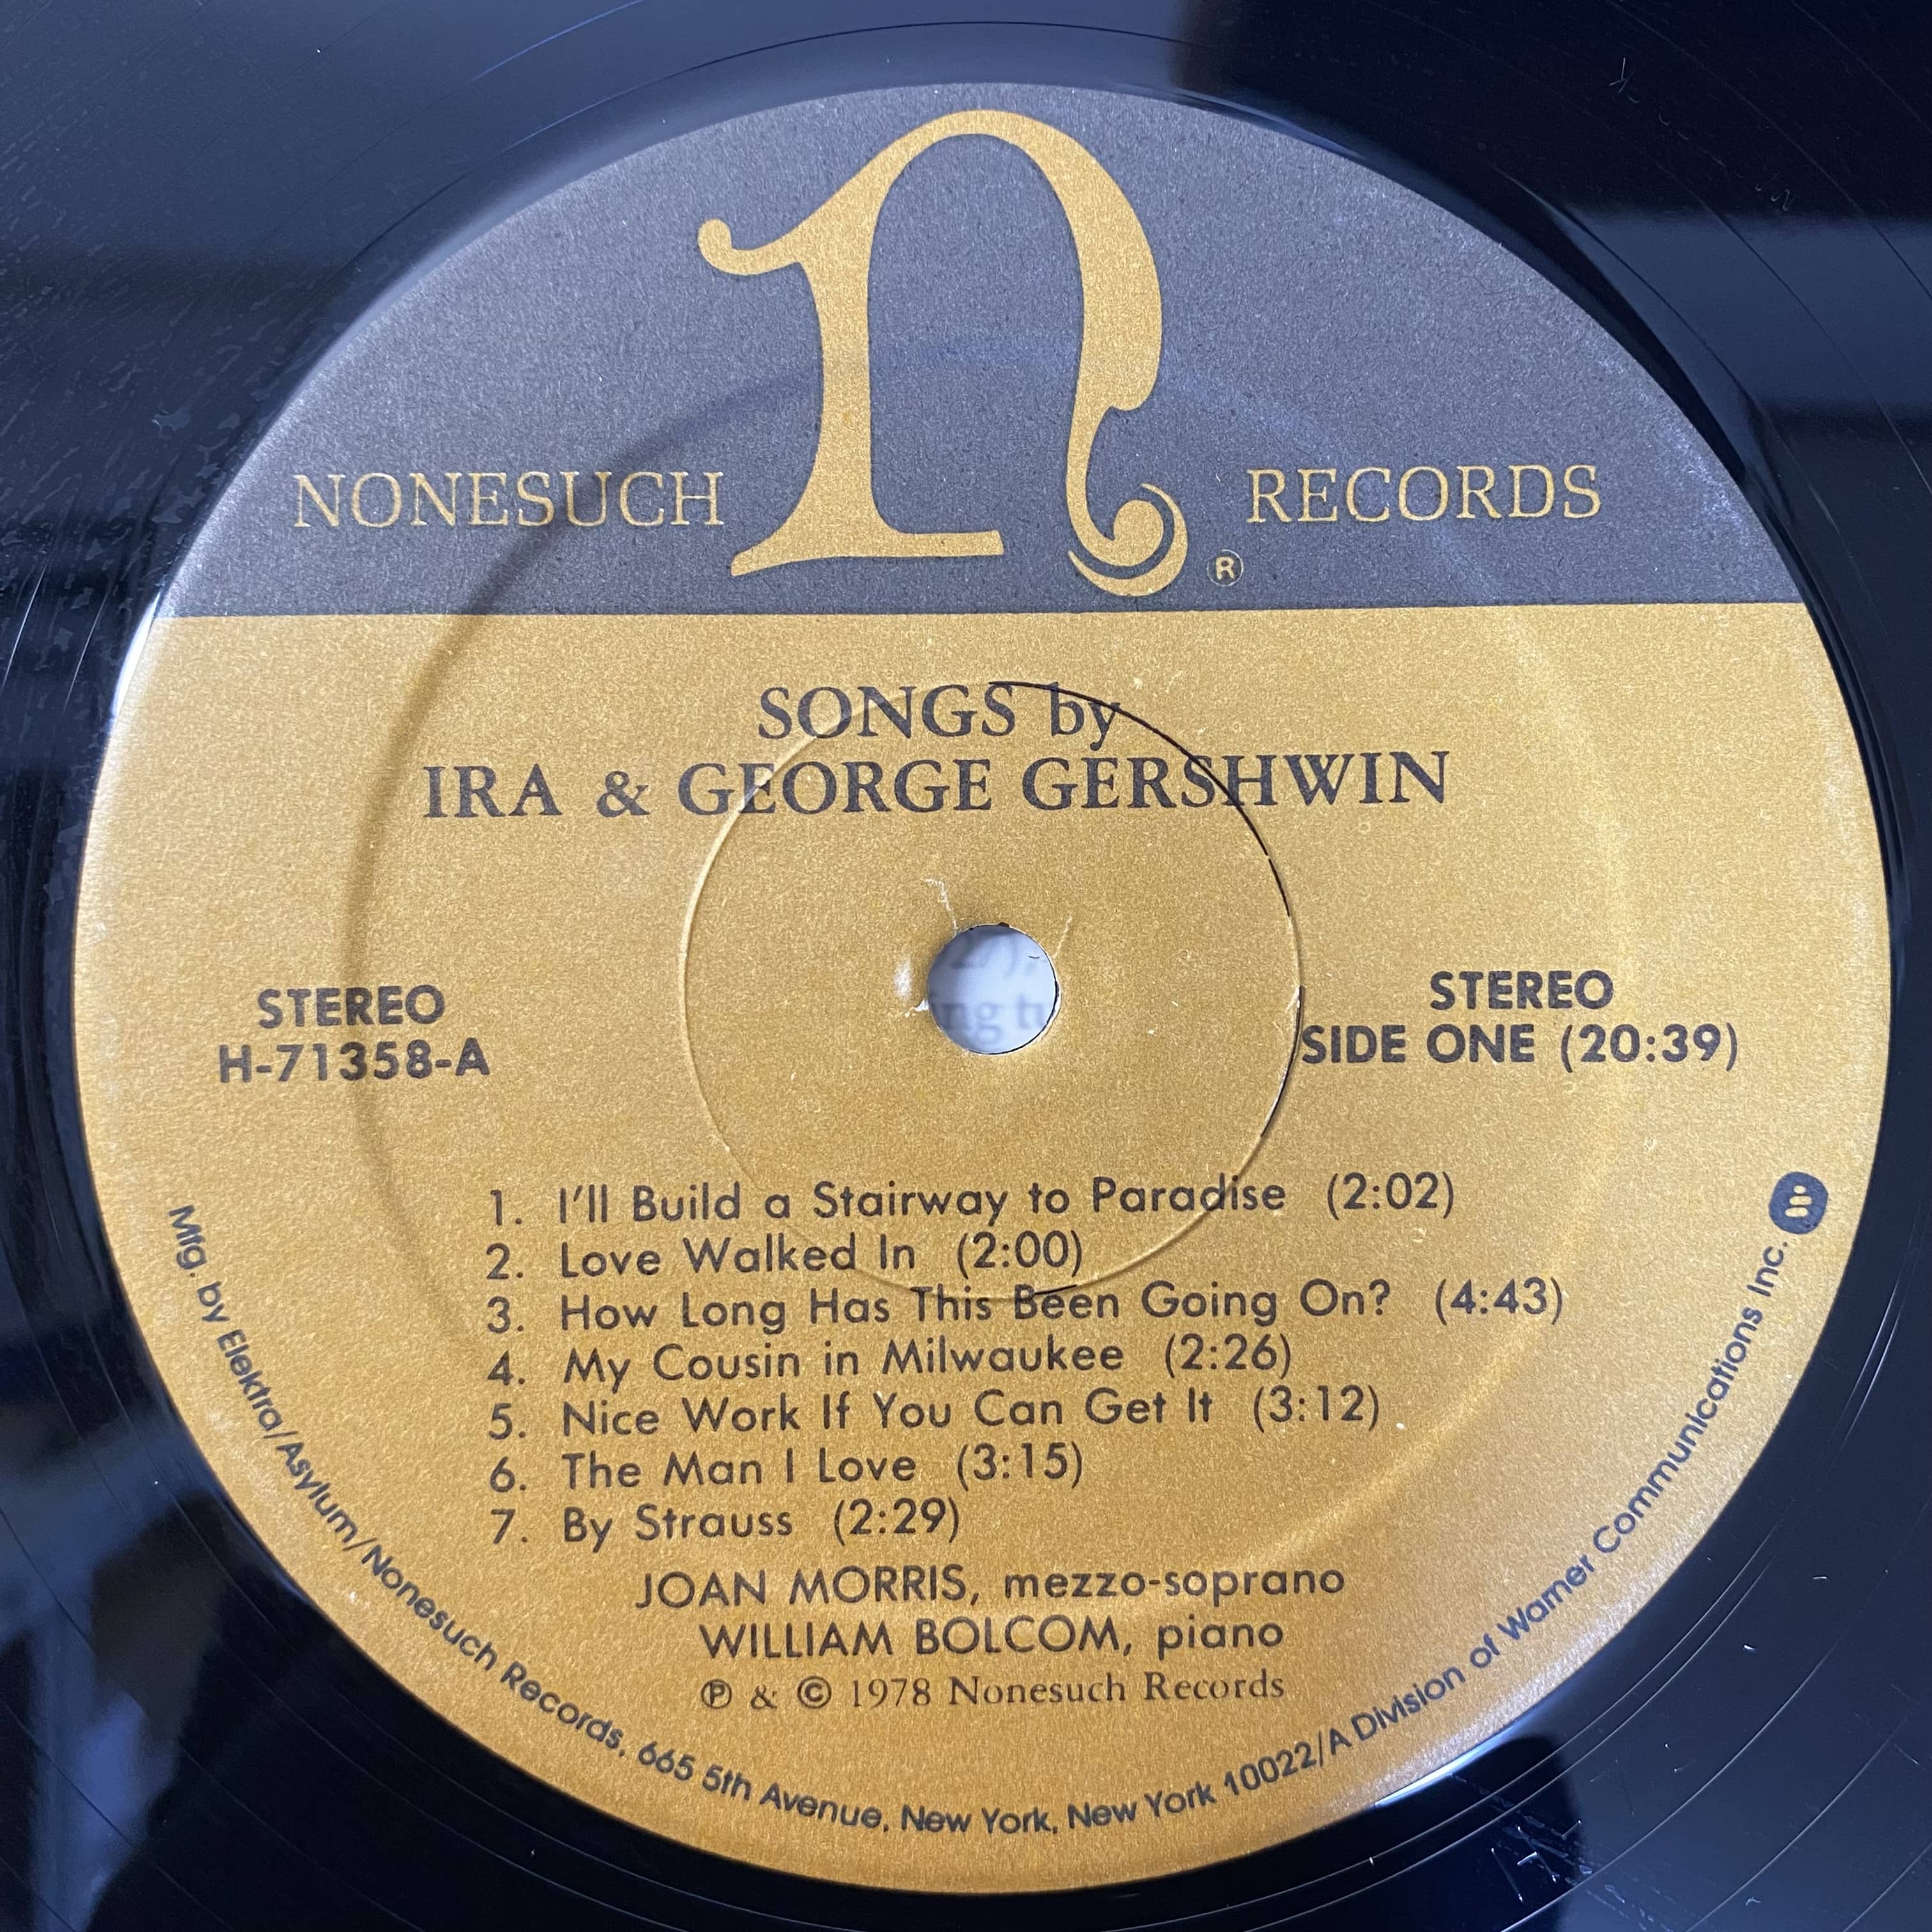 n
NONESUCH RECORDS ®
SONGS by
IRA & GEORGE GERSHWIN
STEREO
H-71358-A
STEREO
SIDE ONE (20:39)
1. I'll Build a Stairway to Paradise (2:02)
2. Love Walked In (2:00)
3. How Long Has This Been Going On? (4:43)
4. My Cousin in Milwaukee (2:26)
5. Nice Work If You Can Get It (3:12)
6. The Man I Love (3:15)
7. By Strauss (2:29)
JOAN MORRIS, mezzo-soprano
WILLIAM BOLCOM, piano
℗ & © 1978 Nonesuch Records
Mfg. by Elektra/Asylum/Nonesuch Records, 665 5th Avenue, New York, New York 10022/A Division of Warner Communications Inc.